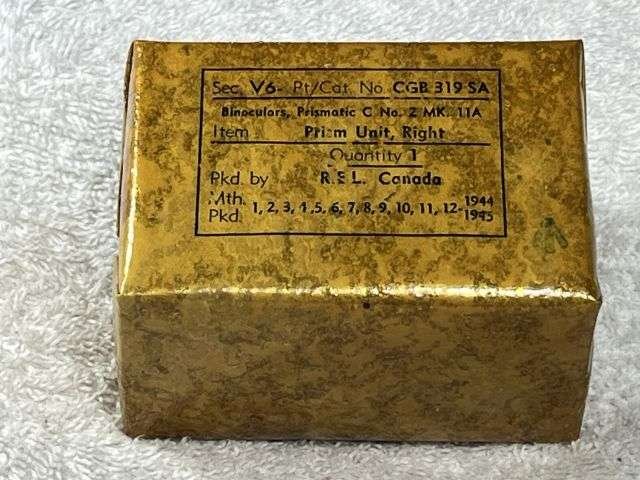 Sec. V6- Pt/Cat. No. CGB 319 SA
Binoculars, Prismatic C No. 2 MK. 11A
Item Prism Unit, Right
Quantity 1
Pkd. by R.E.L. Canada
Mth. Pkd. 1, 2, 3, 4, 5, 6, 7, 8, 9, 10, 11, 12- 1944 1945